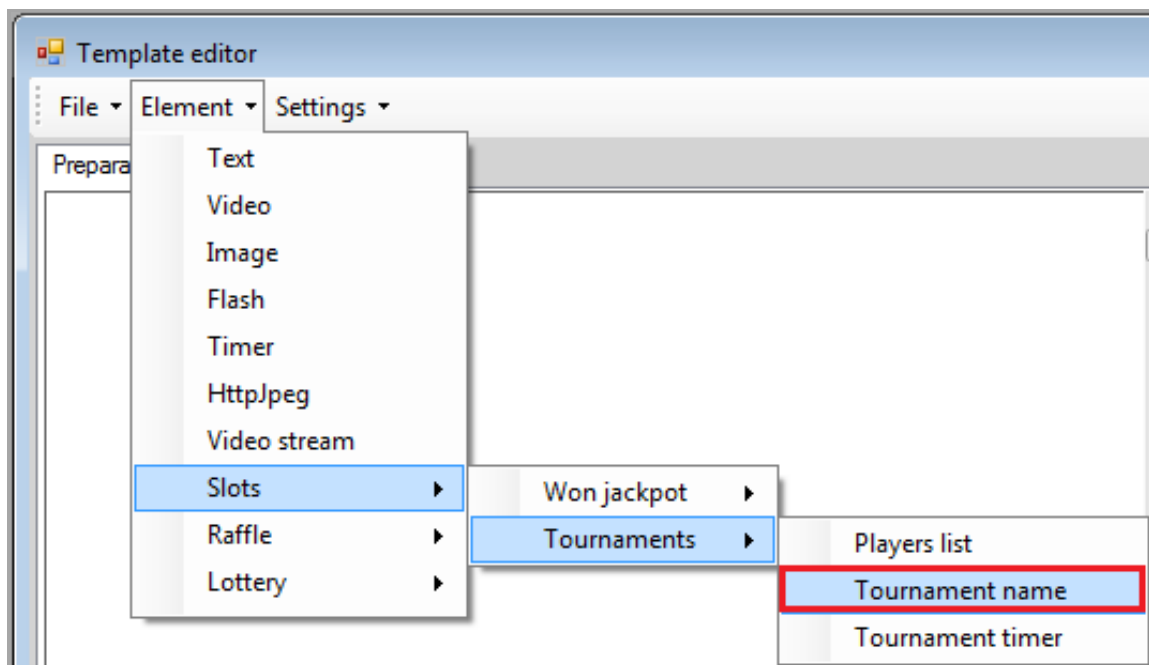 Template editor
File Element Settings
Prepara
Text
Video
Image
Flash
Timer
HttpJpeg
Video stream
Slots
Raffle
Lottery
Won jackpot
Tournaments
Players list
Tournament name
Tournament timer